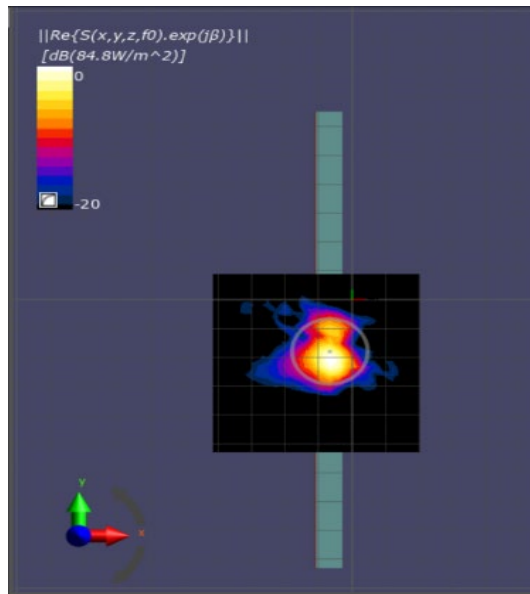 ||Re{S(x,y,z,f0).exp(jβ)}||
[dB(84.8W/m^2)]
0
-20
y
x